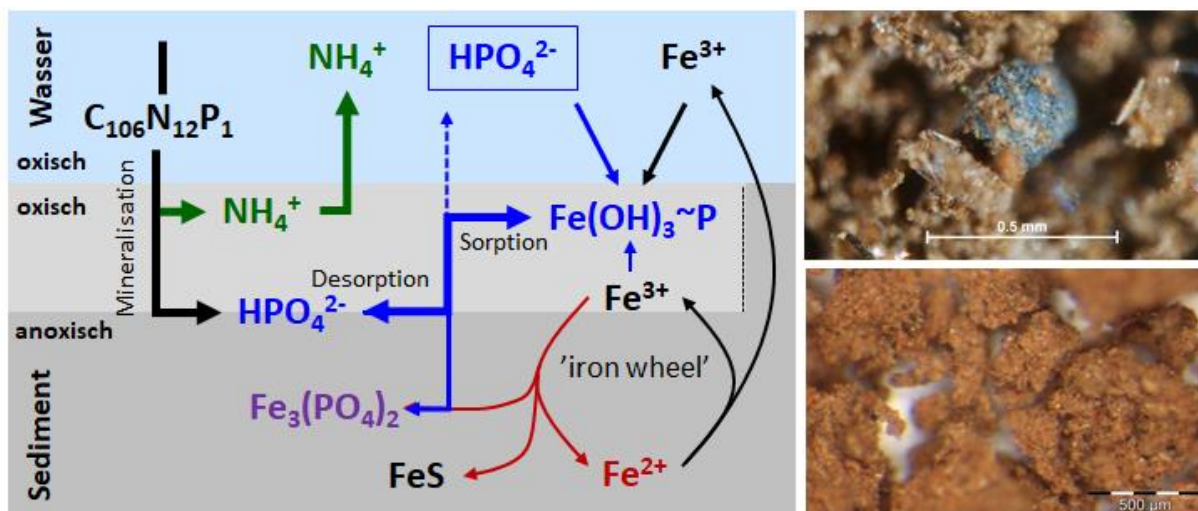 Wasser
oxisch
oxisch
anoxisch
Sediment
C₁₀₆N₁₂P₁
Mineralisation
NH₄⁺
NH₄⁺
HPO₄²⁻
Fe³⁺
Sorption
Desorption
Fe(OH)₃~P
HPO₄²⁻
Fe³⁺
'iron wheel'
Fe₃(PO₄)₂
FeS
Fe²⁺
0.5 mm
500 µm